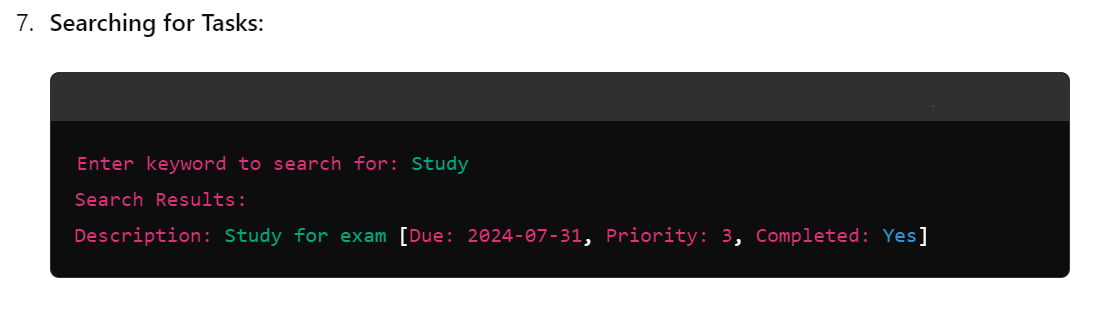 7. Searching for Tasks:
Enter keyword to search for: Study
Search Results:
Description: Study for exam [Due: 2024-07-31, Priority: 3, Completed: Yes]